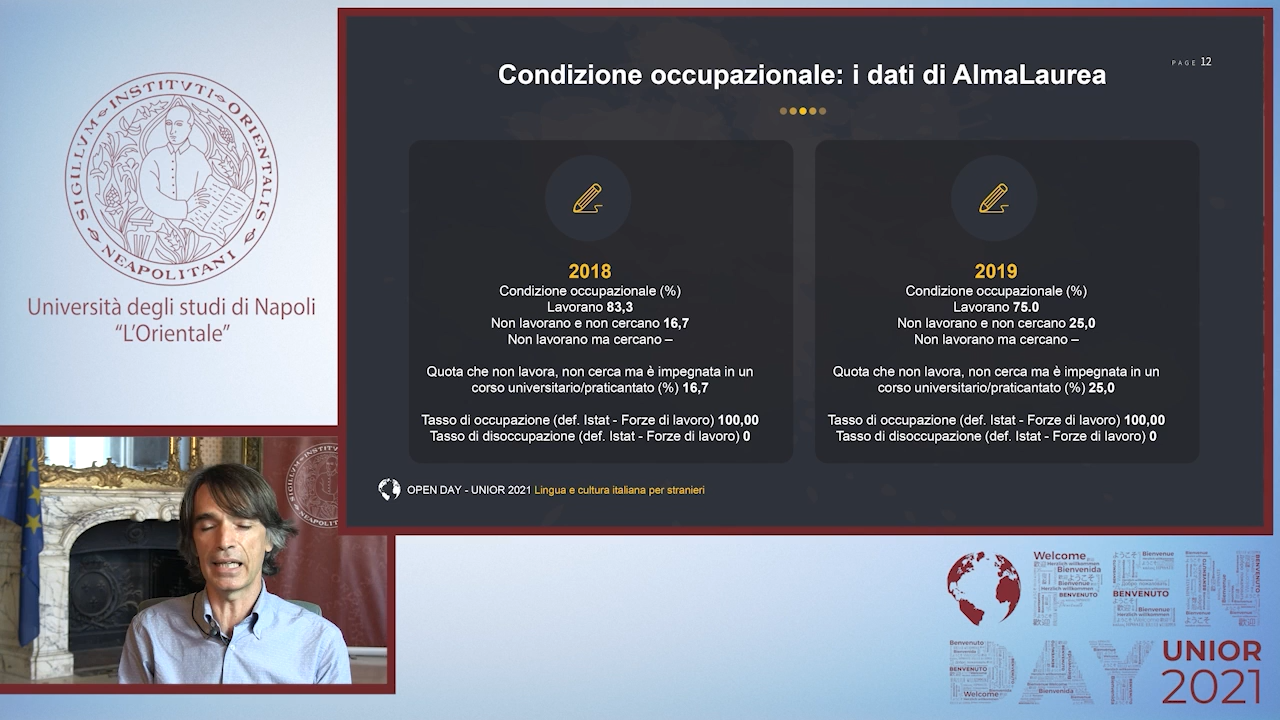 SIGILLVM INSTITVTI ORIENTALIS NEAPOLITANI
Università degli studi di Napoli
“L’Orientale”
PAGE 12
Condizione occupazionale: i dati di AlmaLaurea
2018
Condizione occupazionale (%)
Lavorano 83,3
Non lavorano e non cercano 16,7
Non lavorano ma cercano –
Quota che non lavora, non cerca ma è impegnata in un
corso universitario/praticantato (%) 16,7
Tasso di occupazione (def. Istat - Forze di lavoro) 100,00
Tasso di disoccupazione (def. Istat - Forze di lavoro) 0
2019
Condizione occupazionale (%)
Lavorano 75.0
Non lavorano e non cercano 25,0
Non lavorano ma cercano –
Quota che non lavora, non cerca ma è impegnata in un
corso universitario/praticantato (%) 25,0
Tasso di occupazione (def. Istat - Forze di lavoro) 100,00
Tasso di disoccupazione (def. Istat - Forze di lavoro) 0
OPEN DAY - UNIOR 2021 Lingua e cultura italiana per stranieri
OPEN
DAY UNIOR
2021
Welcome
Herzlich willkommen
Bienvenida
Bienvenue
BENVENUTO
Benvenuto